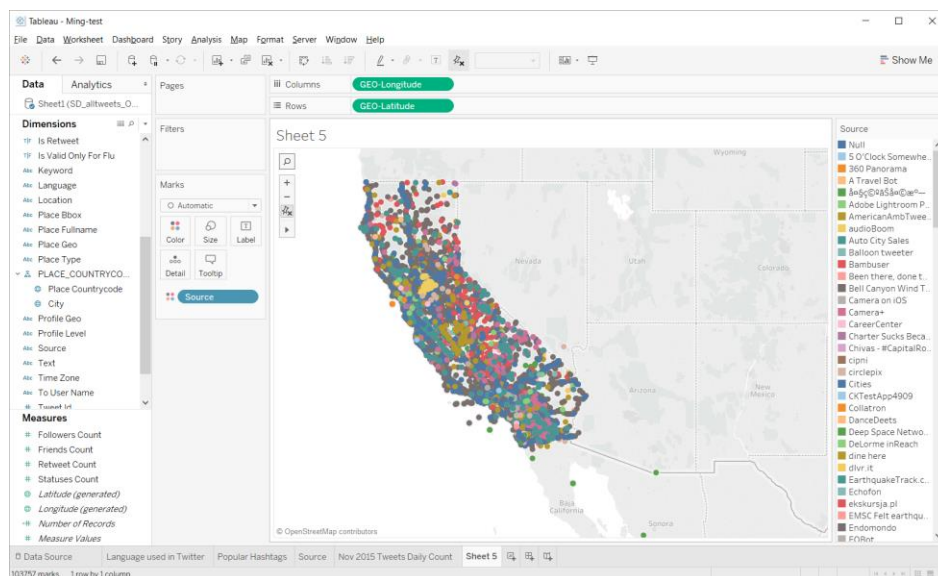 Tableau - Ming-test
File Data Worksheet Dashboard Story Analysis Map Format Server Window Help
Show Me
Data Analytics
Sheet1 (SD_alltweets_O...
Dimensions
Is Retweet
Is Valid Only For Flu
Keyword
Language
Location
Place Bbox
Place Fullname
Place Geo
Place Type
PLACE_COUNTRYCO...
Place Countrycode
City
Profile Geo
Profile Level
Source
Text
Time Zone
To User Name
Tweet Id
Measures
Followers Count
Friends Count
Retweet Count
Statuses Count
Latitude (generated)
Longitude (generated)
Number of Records
Measure Values
Pages
Filters
Marks
Automatic
Color Size Label
Detail Tooltip
Source
Columns GEO-Longitude
Rows GEO-Latitude
Sheet 5
Wyoming
Nevada
Utah
Colorado
Arizona
New
Mexico
Baja
California
Sonora
© OpenStreetMap contributors
Source
Null
5 O'Clock Somewhe...
360 Panorama
A Travel Bot
Adobe Lightroom P...
AmericanAmbTwee...
AudioBoom
Auto City Sales
Balloon tweeter
Bambuser
Been there, done t...
Bell Canyon Wind T...
Camera on iOS
Camera+
CareerCenter
Charter Sucks Beca...
Chivas - #CapitalRo...
cipni
circlepix
Cities
CKTestApp4909
Collatron
DanceDeets
Deep Space Netwo...
DeLorme inReach
dine here
dlvr.it
EarthquakeTrack.c...
Echofon
ekskursja.pl
EMSC Felt earthqu...
Endomondo
EQBot
Data Source Language used in Twitter Popular Hashtags Source Nov 2015 Tweets Daily Count Sheet 5
103757 marks 1 row by 1 column